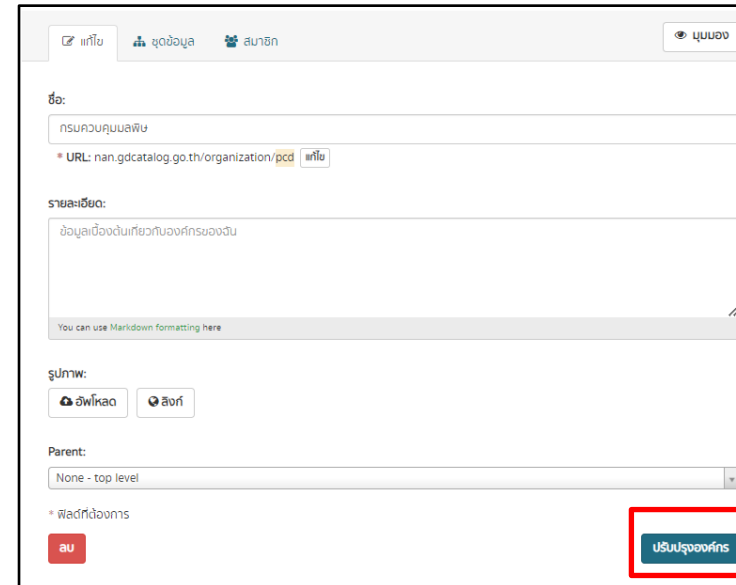 แก้ไข ชุดข้อมูล สมาชิก มุมมอง
ชื่อ:
กรมควบคุมมลพิษ
* URL: nan.gdcatalog.go.th/organization/pcd แก้ไข
รายละเอียด:
ข้อมูลเบื้องต้นเกี่ยวกับองค์กรของฉัน
You can use Markdown formatting here
รูปภาพ:
อัพโหลด ลิงก์
Parent:
None - top level
* ฟิลด์ที่ต้องการ
ลบ ปรับปรุงองค์กร